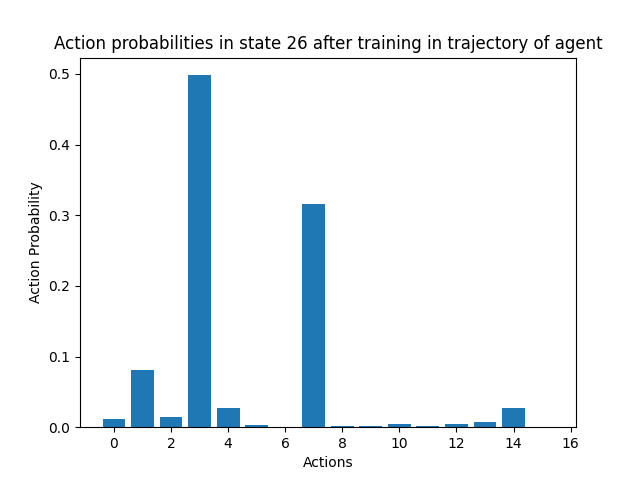 Action probabilities in state 26 after training in trajectory of agent
0.5
0.4
0.3
0.2
0.1
0.0
Action Probability
0 2 4 6 8 10 12 14 16
Actions